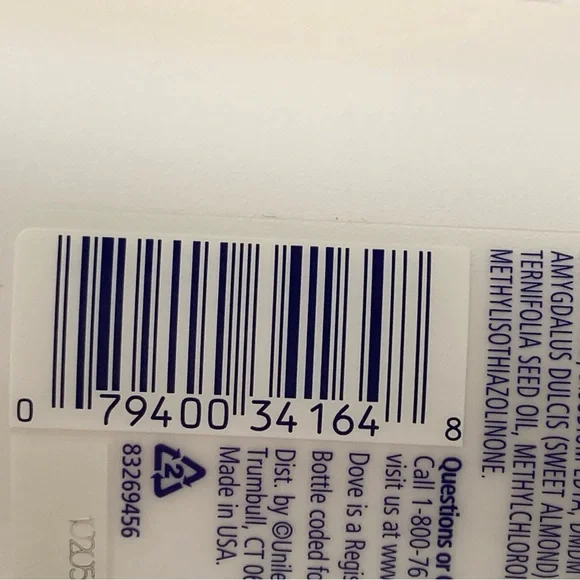 AMYGDALUS DULCIS (SWEET ALMOND)
TERNIFOLIA SEED OIL, METHYLCHLORO
METHYLISOTHIAZOLINONE.
0 79400 34164 8
Questions or
Call 1-800-76
visit us at www
Dove is a Regis
Bottle coded fo
Dist. by ©Unile
Trumbull, CT 06
Made in USA.
2
83269456